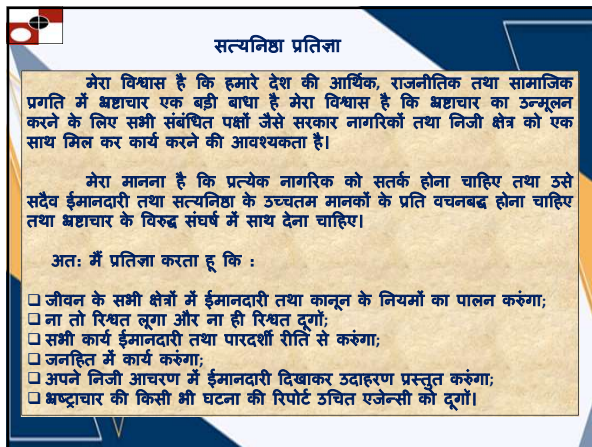 सत्यनिष्ठा प्रतिज्ञा
मेरा विश्वास है कि हमारे देश की आर्थिक, राजनीतिक तथा सामाजिक
प्रगति में भ्रष्टाचार एक बड़ी बाधा है मेरा विश्वास है कि भ्रष्टाचार का उन्मूलन
करने के लिए सभी संबंधित पक्षों जैसे सरकार नागरिकों तथा निजी क्षेत्र को एक
साथ मिल कर कार्य करने की आवश्यकता है।
मेरा मानना है कि प्रत्येक नागरिक को सतर्क होना चाहिए तथा उसे
सदैव ईमानदारी तथा सत्यनिष्ठा के उच्चतम मानकों के प्रति वचनबद्ध होना चाहिए
तथा भ्रष्टाचार के विरुद्ध संघर्ष में साथ देना चाहिए।
अत: मैं प्रतिज्ञा करता हू कि :
❑ जीवन के सभी क्षेत्रों में ईमानदारी तथा कानून के नियमों का पालन करुंगा;
❑ ना तो रिश्वत लूगा और ना ही रिश्वत दूगों;
❑ सभी कार्य ईमानदारी तथा पारदर्शी रीति से करुंगा;
❑ जनहित में कार्य करुंगा;
❑ अपने निजी आचरण में ईमानदारी दिखाकर उदाहरण प्रस्तुत करुंगा;
❑ भ्रष्ट्राचार की किसी भी घटना की रिपोर्ट उचित एजेन्सी को दूगों।